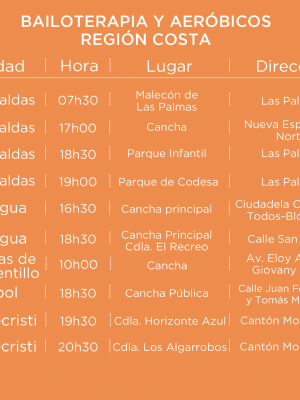 BAILOTERAPIA Y AERÓBICOS
REGIÓN COSTA
dad | Hora | Lugar | Direc
aldas | 07h30 | Malecón de Las Palmas | Las Pal
aldas | 17h00 | Cancha | Nueva Esp Nort
aldas | 18h30 | Parque Infantil | Las Pal
aldas | 19h00 | Parque de Codesa | Las Pal
gua | 16h30 | Cancha principal | Ciudadela C Todos-Blo
gua | 18h30 | Cancha Principal Cdla. El Recreo | Calle San
as de entillo | 10h00 | Cancha | Av. Eloy A Giovany
ol | 18h30 | Cancha Pública | Calle Juan Fe y Tomás M
ecristi | 19h30 | Cdla. Horizonte Azul | Cantón Mo
ecristi | 20h30 | Cdla. Los Algarrobos | Cantón Mo